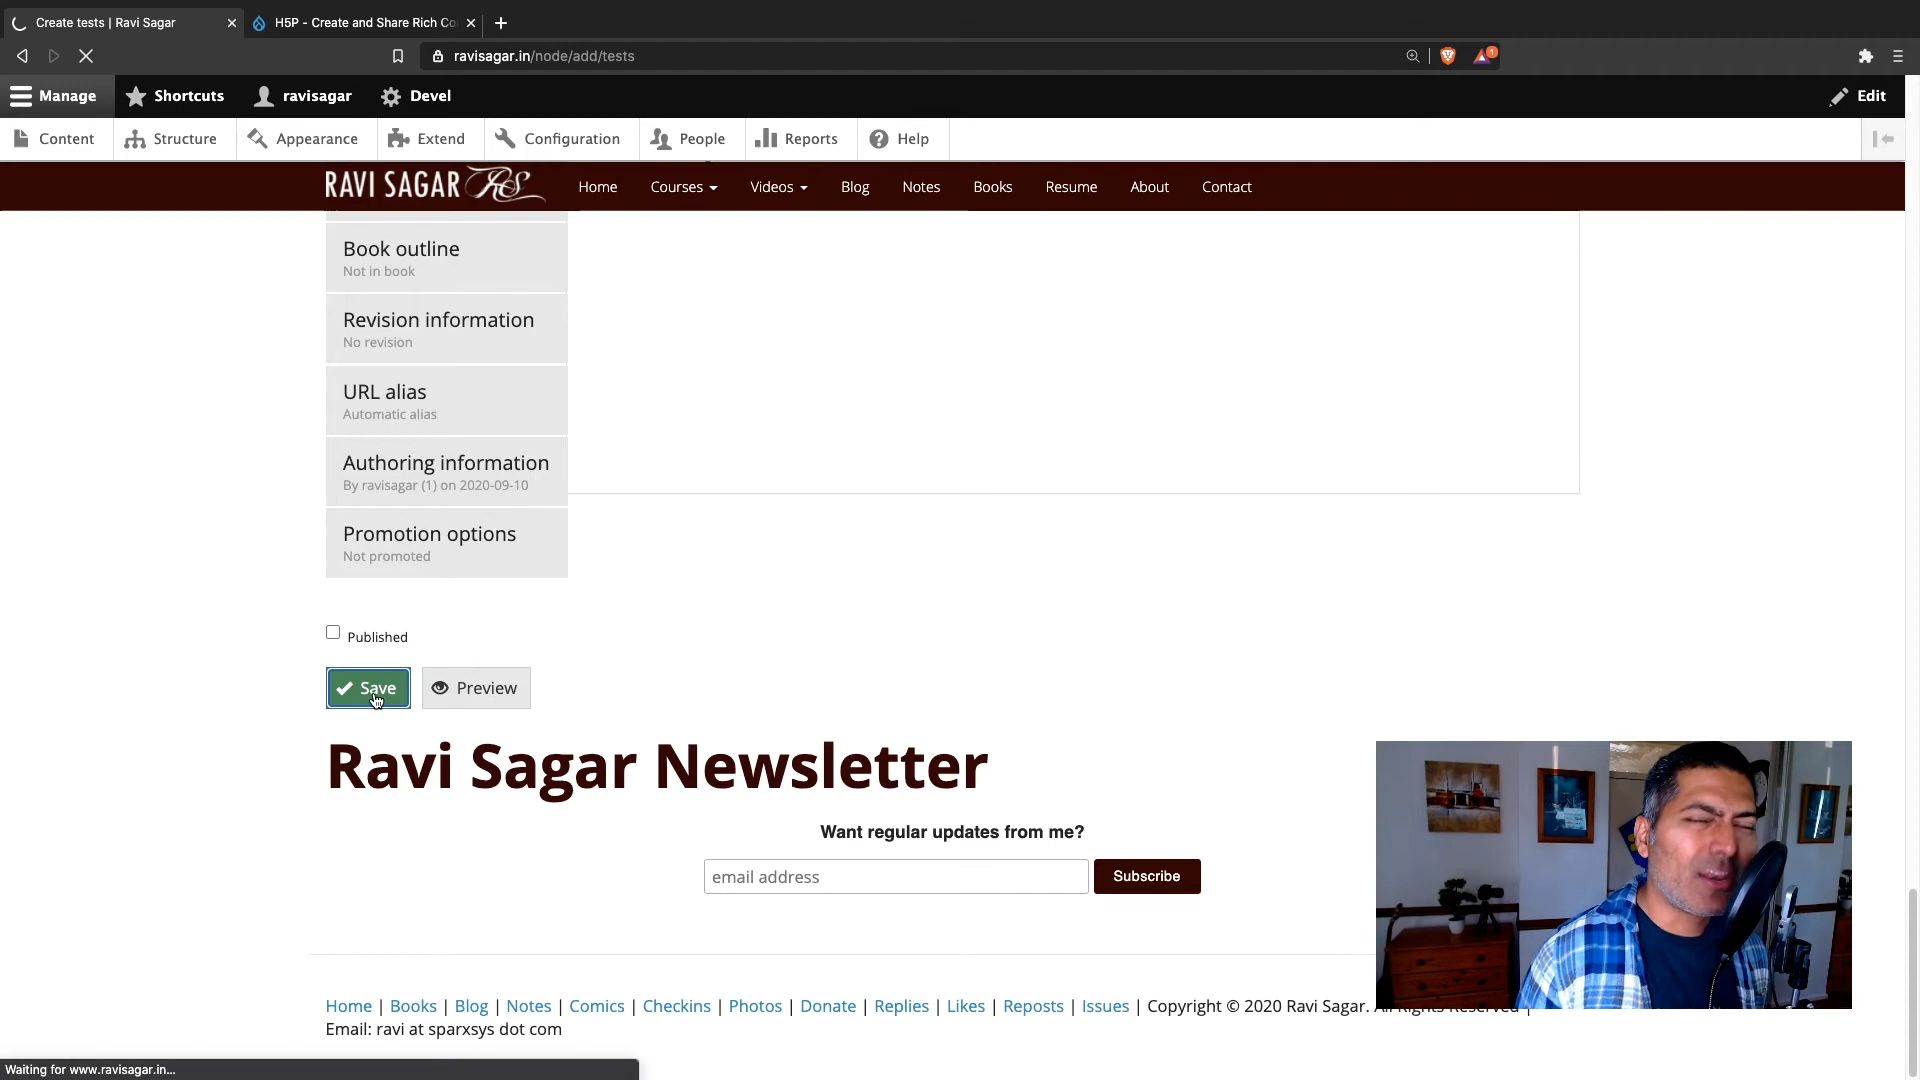 Create tests | Ravi Sagar
H5P - Create and Share Rich Co
ravisagar.in/node/add/tests
1
Manage Shortcuts ravisagar Devel Edit
Content Structure Appearance Extend Configuration People Reports Help
RAVI SAGAR RS Home Courses Videos Blog Notes Books Resume About Contact
Book outline
Not in book
Revision information
No revision
URL alias
Automatic alias
Authoring information
By ravisagar (1) on 2020-09-10
Promotion options
Not promoted
Published
Save Preview
Ravi Sagar Newsletter
Want regular updates from me?
email address Subscribe
Home | Books | Blog | Notes | Comics | Checkins | Photos | Donate | Replies | Likes | Reposts | Issues | Copyright © 2020 Ravi Sagar. All Rights Reserved |
Email: ravi at sparxsys dot com
Waiting for www.ravisagar.in...